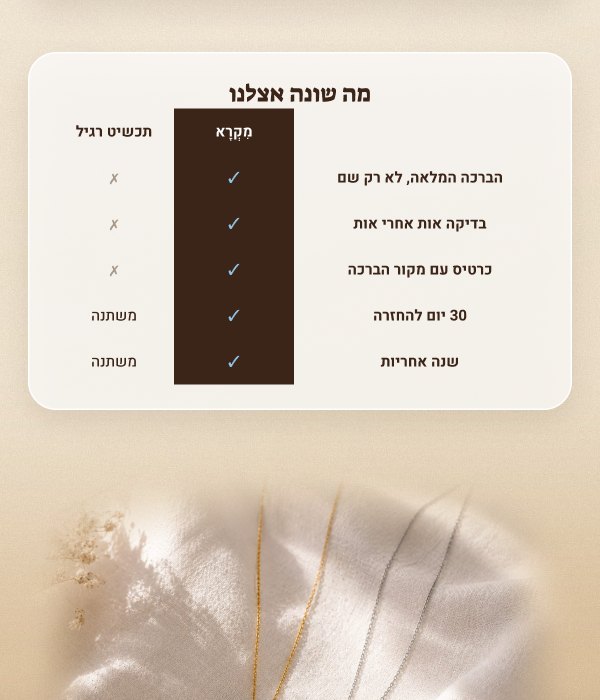 מה שונה אצלנו
מִקְרָא תכשיט רגיל
הברכה המלאה, לא רק שם ✓ ✗
בדיקה אות אחרי אות ✓ ✗
כרטיס עם מקור הברכה ✓ ✗
30 יום להחזרה ✓ משתנה
שנה אחריות ✓ משתנה